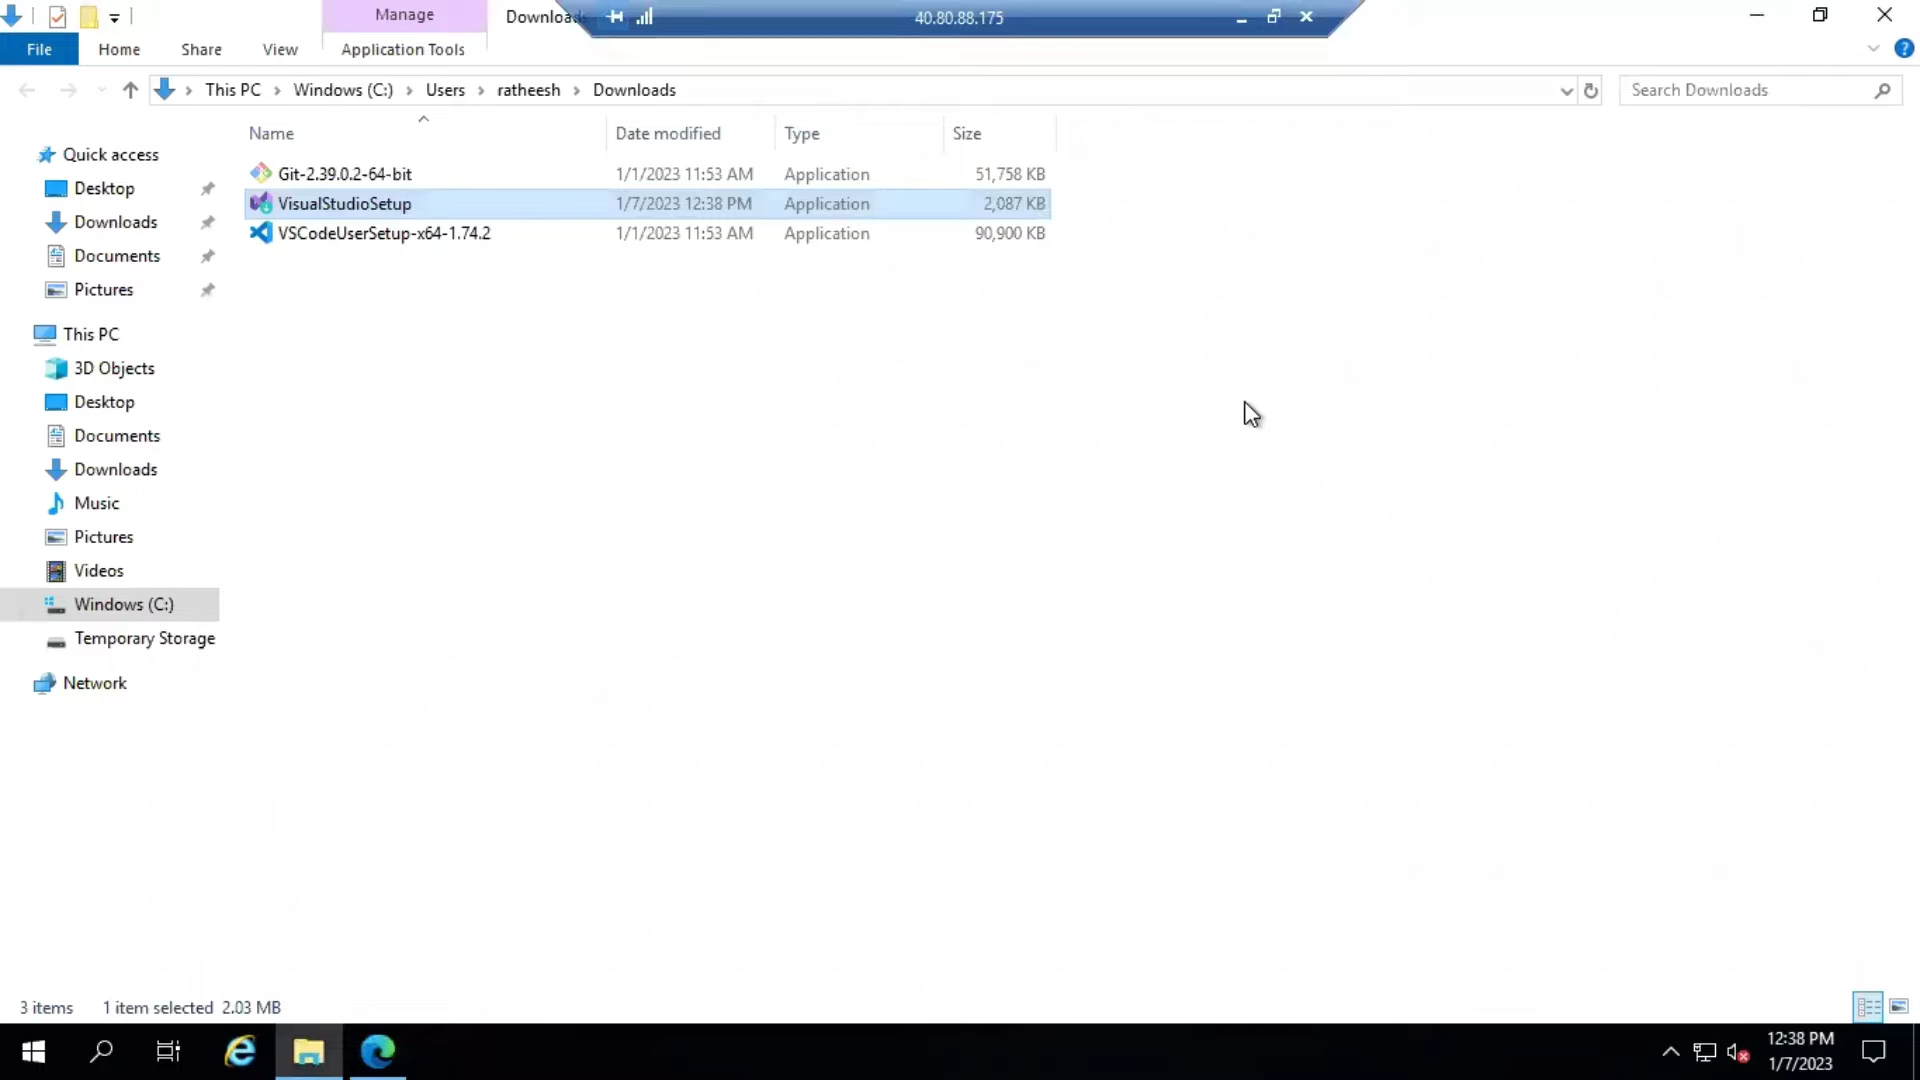 Manage
Downloa
40.80.88.175
File
Home
Share
View
Application Tools
This PC
Windows (C:)
Users
ratheesh
Downloads
Search Downloads
Name
Date modified
Type
Size
Git-2.39.0.2-64-bit 1/1/2023 11:53 AM Application 51,758 KB
VisualStudioSetup 1/7/2023 12:38 PM Application 2,087 KB
VSCodeUserSetup-x64-1.74.2 1/1/2023 11:53 AM Application 90,900 KB
Quick access
Desktop
Downloads
Documents
Pictures
This PC
3D Objects
Desktop
Documents
Downloads
Music
Pictures
Videos
Windows (C:)
Temporary Storage
Network
3 items
1 item selected 2.03 MB
12:38 PM
1/7/2023